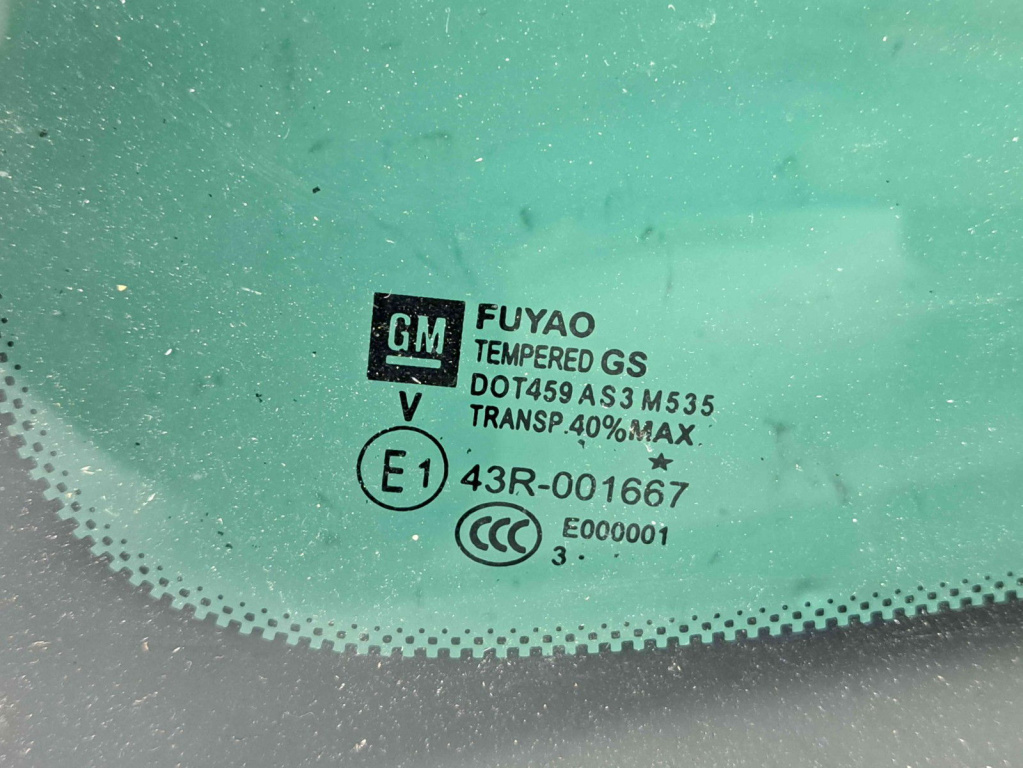 GM
FUYAO
TEMPERED GS
DOT459 AS3 M535
TRANSP.40%MAX.
V
E1 43R-001667
CCC E000001
3